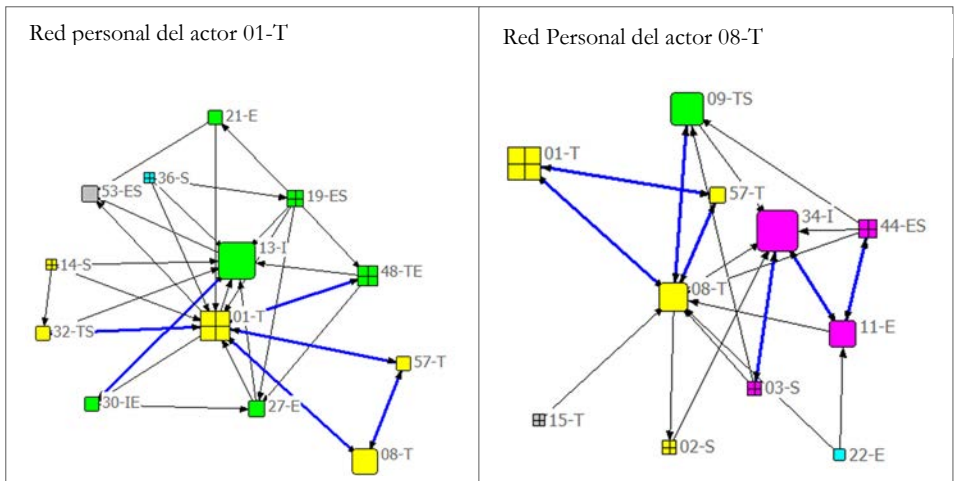 Red personal del actor 01-T
21-E
36-S
53-ES
19-ES
13-I
14-S
48-TE
01-T
32-TS
57-T
30-IE
27-E
08-T
Red Personal del actor 08-T
09-TS
01-T
57-T
34-I
44-ES
08-T
11-E
03-S
15-T
02-S
22-E